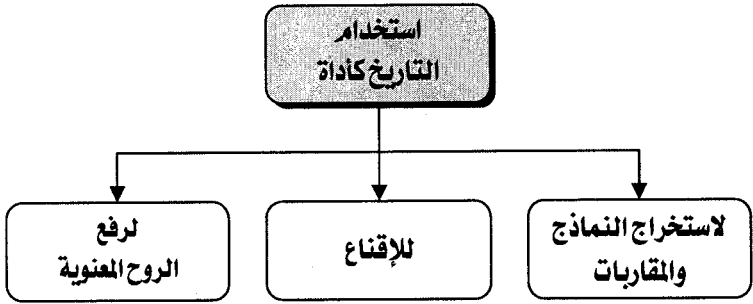 استخدام
التاريخ كأداة
لاستخراج النماذج
والمقاربات
للإقناع
لرفع
الروح المعنوية